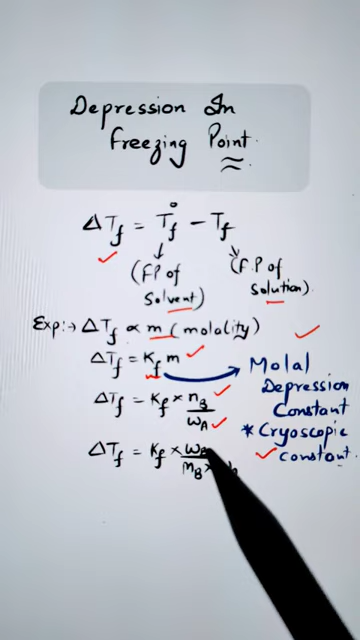 Depression In
Freezing Point
ΔTf = T°f − Tf
(F.P of Solvent) (F.P of Solution)
Exp:→ ΔTf ∝ m (molality)
ΔTf = Kf m → Molal Depression Constant
* Cryoscopic constant.
ΔTf = Kf × nB / WA
ΔTf = Kf × W / MB ×